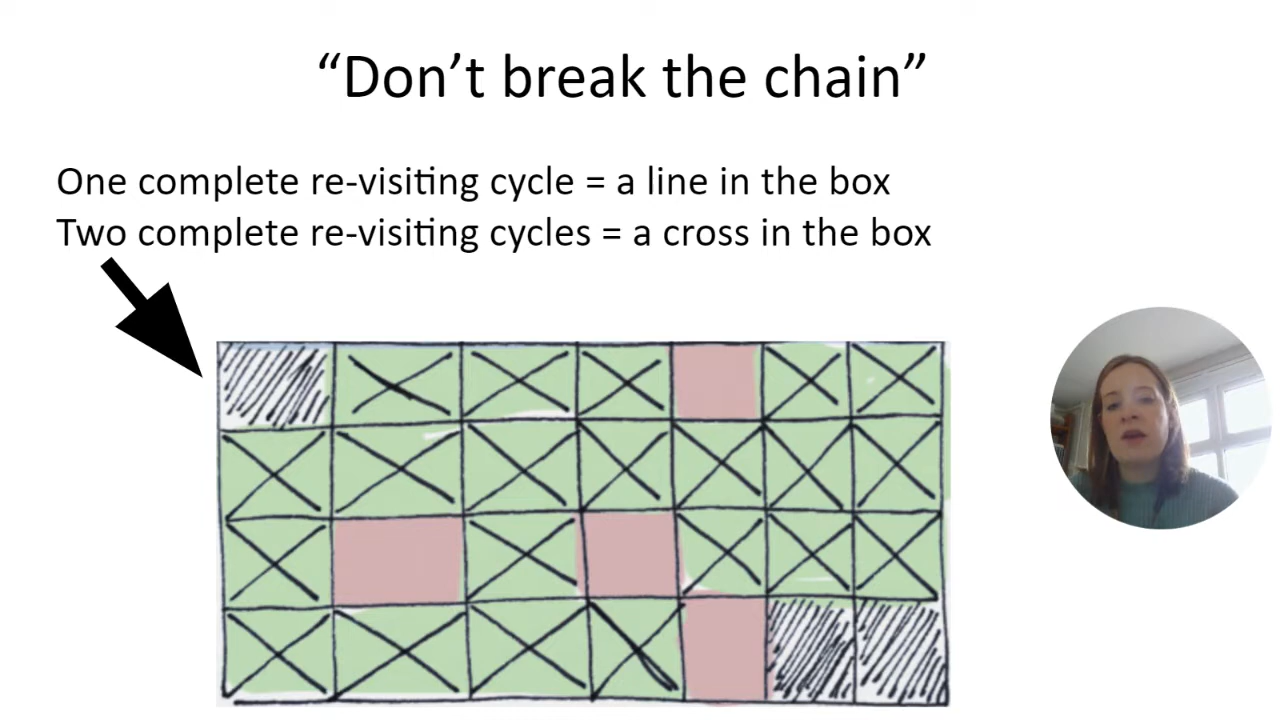 “Don’t break the chain”
One complete re-visiting cycle = a line in the box
Two complete re-visiting cycles = a cross in the box